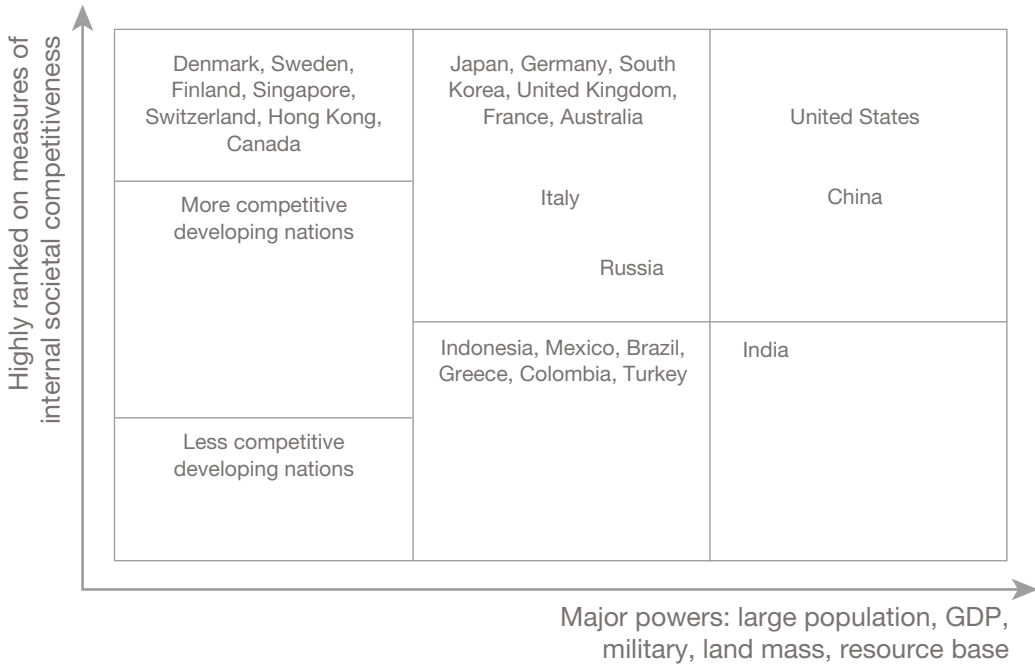 Highly ranked on measures of
internal societal competitiveness
Denmark, Sweden,
Finland, Singapore,
Switzerland, Hong Kong,
Canada
More competitive
developing nations
Less competitive
developing nations
Japan, Germany, South
Korea, United Kingdom,
France, Australia
Italy
Russia
Indonesia, Mexico, Brazil,
Greece, Colombia, Turkey
United States
China
India
Major powers: large population, GDP,
military, land mass, resource base